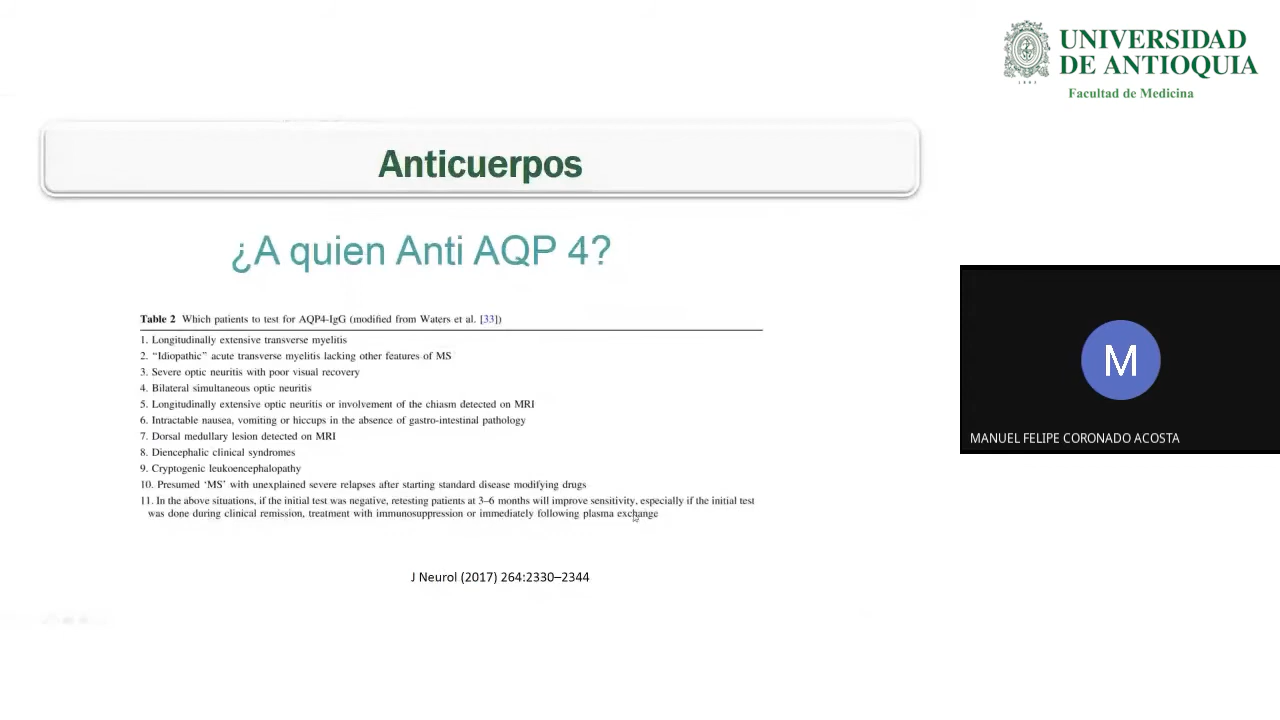 UNIVERSIDAD
DE ANTIOQUIA
Facultad de Medicina
Anticuerpos
¿A quien Anti AQP 4?
Table 2 Which patients to test for AQP4-IgG (modified from Waters et al. [33])
1. Longitudinally extensive transverse myelitis
2. “Idiopathic” acute transverse myelitis lacking other features of MS
3. Severe optic neuritis with poor visual recovery
4. Bilateral simultaneous optic neuritis
5. Longitudinally extensive optic neuritis or involvement of the chiasm detected on MRI
6. Intractable nausea, vomiting or hiccups in the absence of gastro-intestinal pathology
7. Dorsal medullary lesion detected on MRI
8. Diencephalic clinical syndromes
9. Cryptogenic leukoencephalopathy
10. Presumed ‘MS’ with unexplained severe relapses after starting standard disease modifying drugs
11. In the above situations, if the initial test was negative, retesting patients at 3–6 months will improve sensitivity, especially if the initial test
was done during clinical remission, treatment with immunosuppression or immediately following plasma exchange
J Neurol (2017) 264:2330–2344
M
MANUEL FELIPE CORONADO ACOSTA